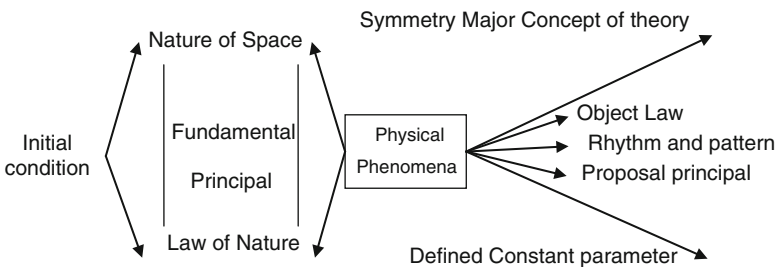 Symmetry Major Concept of theory
Nature of Space
Initial
condition
Fundamental
Principal
Law of Nature
Physical
Phenomena
Object Law
Rhythm and pattern
Proposal principal
Defined Constant parameter